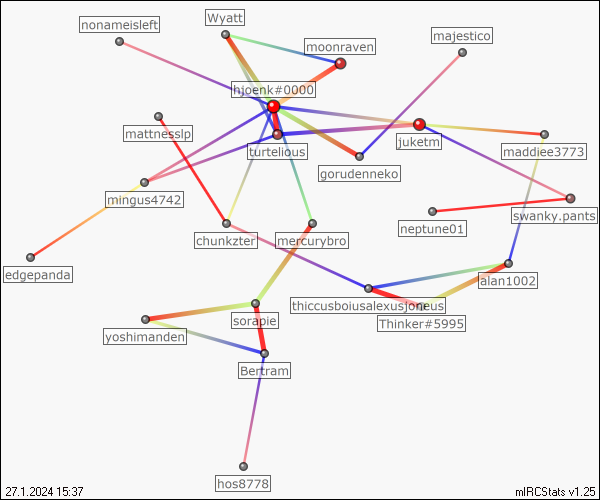 nonameisleft
Wyatt
moonraven
majestico
hjoenk#0000
mattnesslp
turtelious
juketm
maddiee3773
gorudenneko
mingus4742
swanky.pants
neptune01
chunkzter
mercurybro
edgepanda
alan1002
thiccusboiusalexusjoneus
sorapie
Thinker#5995
yoshimanden
Bertram
hos8778
27.1.2024 15:37
mIRCStats v1.25